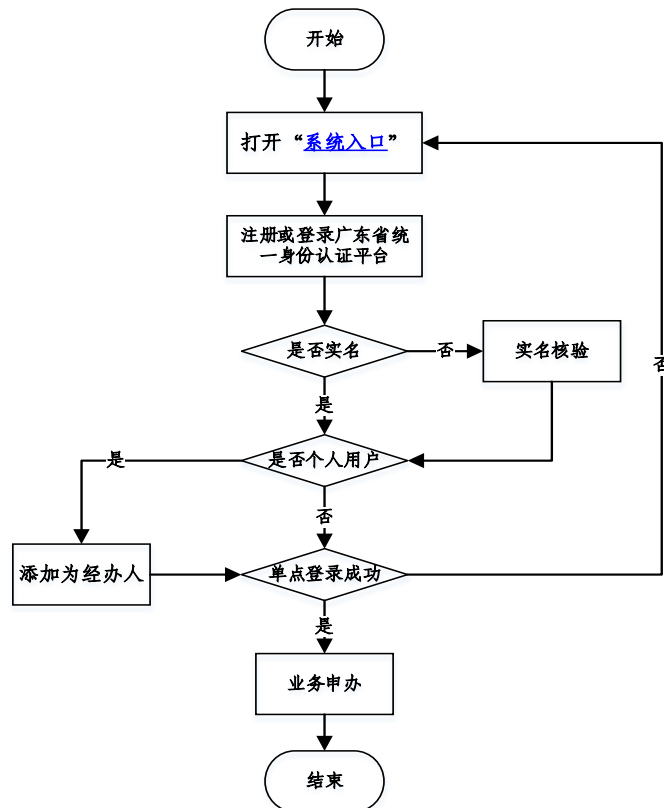 开始
打开“系统入口”
注册或登录广东省统
一身份认证平台
是否实名
否
实名核验
否
是
是否个人用户
是
否
添加为经办人
单点登录成功
是
业务申办
结束